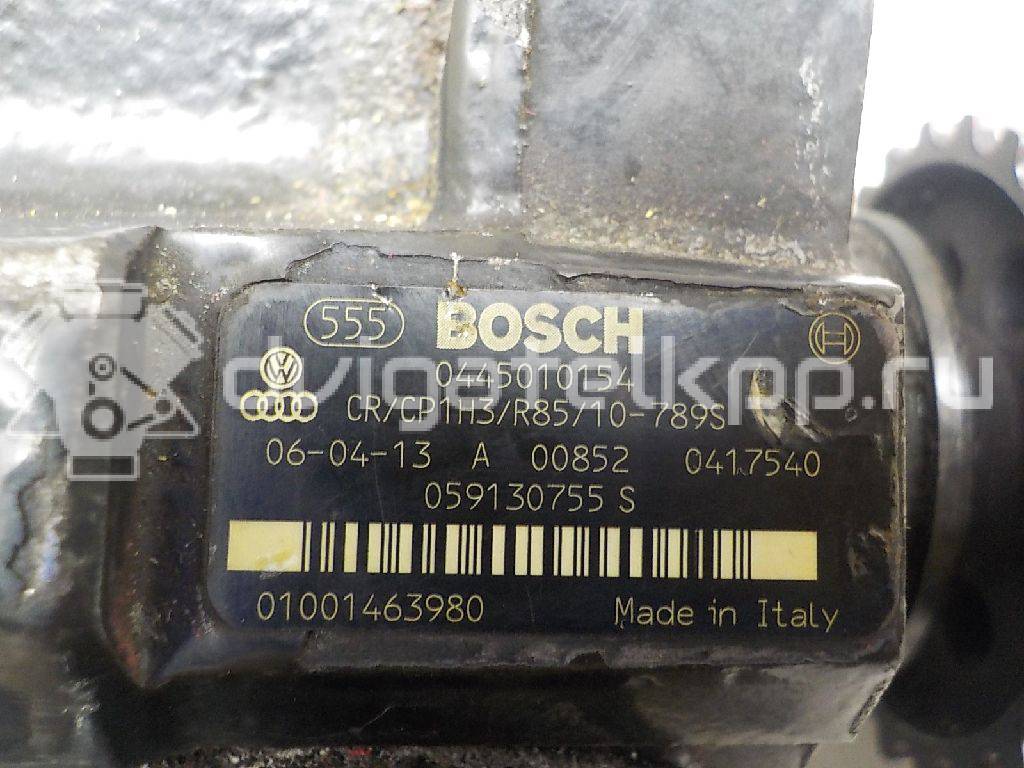 555 BOSCH
0445010154
CR/CP1H3/R85/10-789S
06-04-13 A 00852 0417540
059130755 S
01001463980 Made in Italy
dvigatelkpp.ru